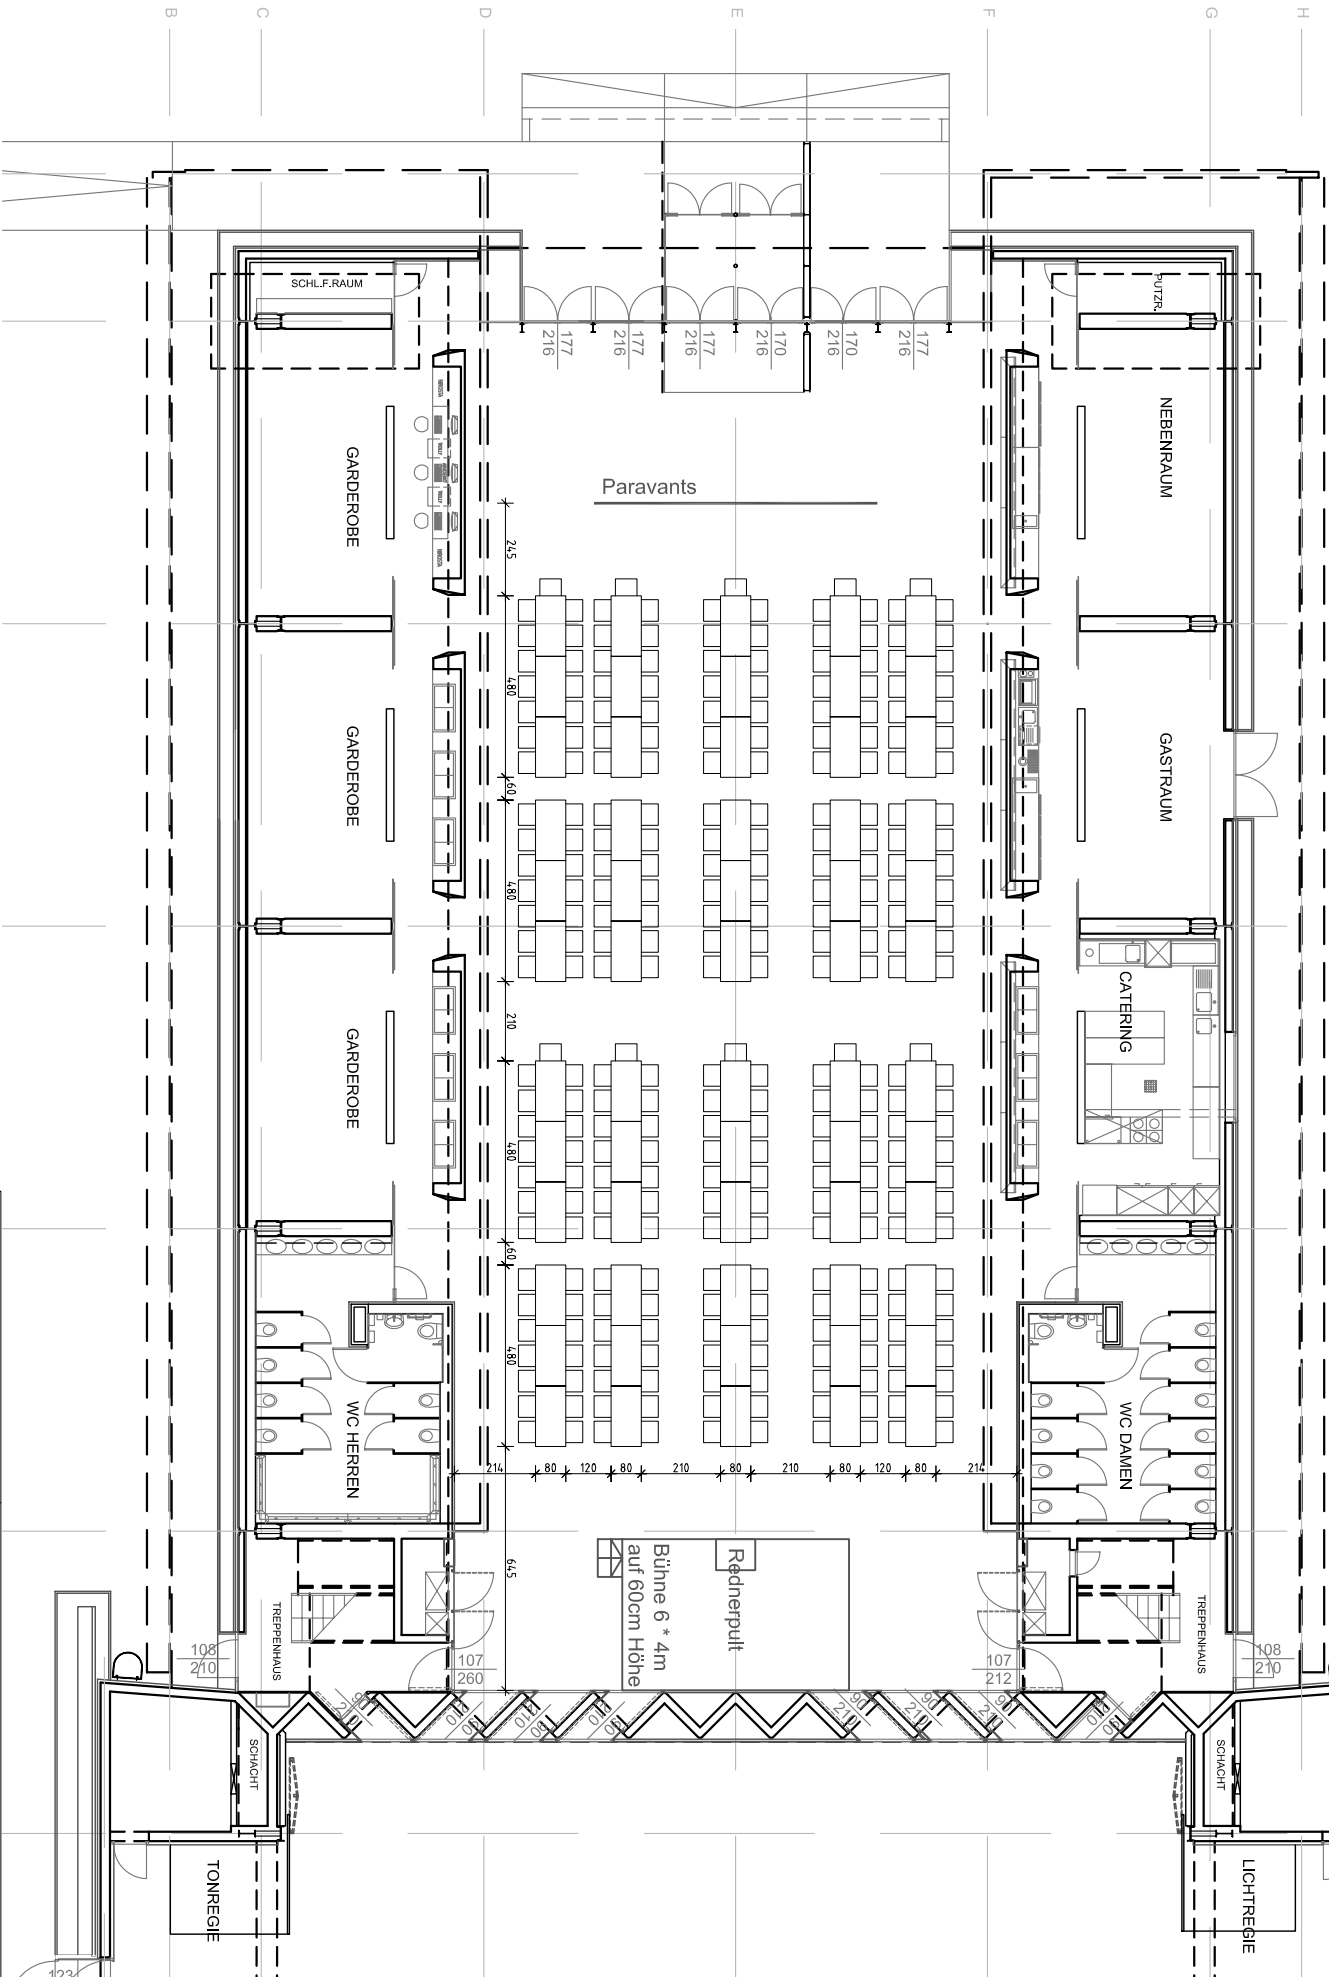 B C D E F G H
SCHL.F.RAUM
PUTZR.
177
216
177
216
177
216
170
216
170
216
177
216
GARDEROBE
NEBENRAUM
Paravants
245
480
60
480
210
480
60
480
645
GARDEROBE
GASTRAUM
GARDEROBE
CATERING
WC HERREN
WC DAMEN
214 80 120 80 210 80 210 80 120 80 214
Rednerpult
Bühne 6 * 4m
auf 60cm Höhe
TREPPENHAUS
TREPPENHAUS
108
210
107
260
107
212
108
210
SCHACHT
SCHACHT
TONREGIE
LICHTREGIE
123